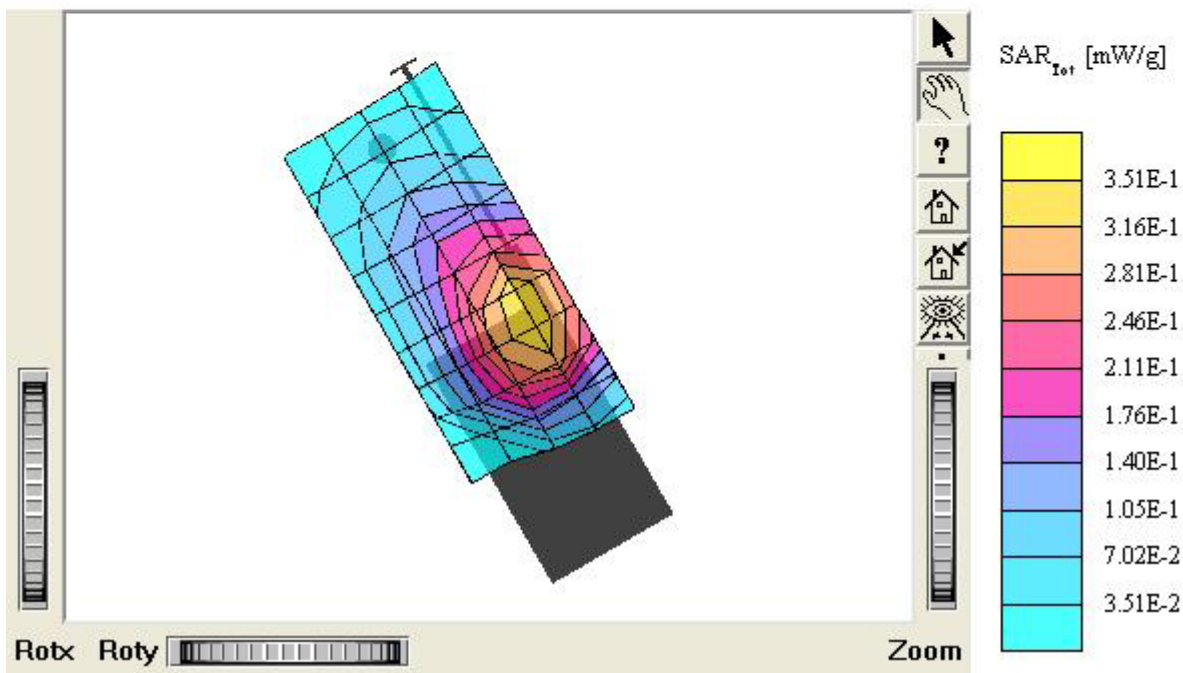 SAR_Tot [mW/g]
?
3.51E-1
3.16E-1
2.81E-1
2.46E-1
2.11E-1
1.76E-1
1.40E-1
1.05E-1
7.02E-2
3.51E-2
Rotx Roty Zoom